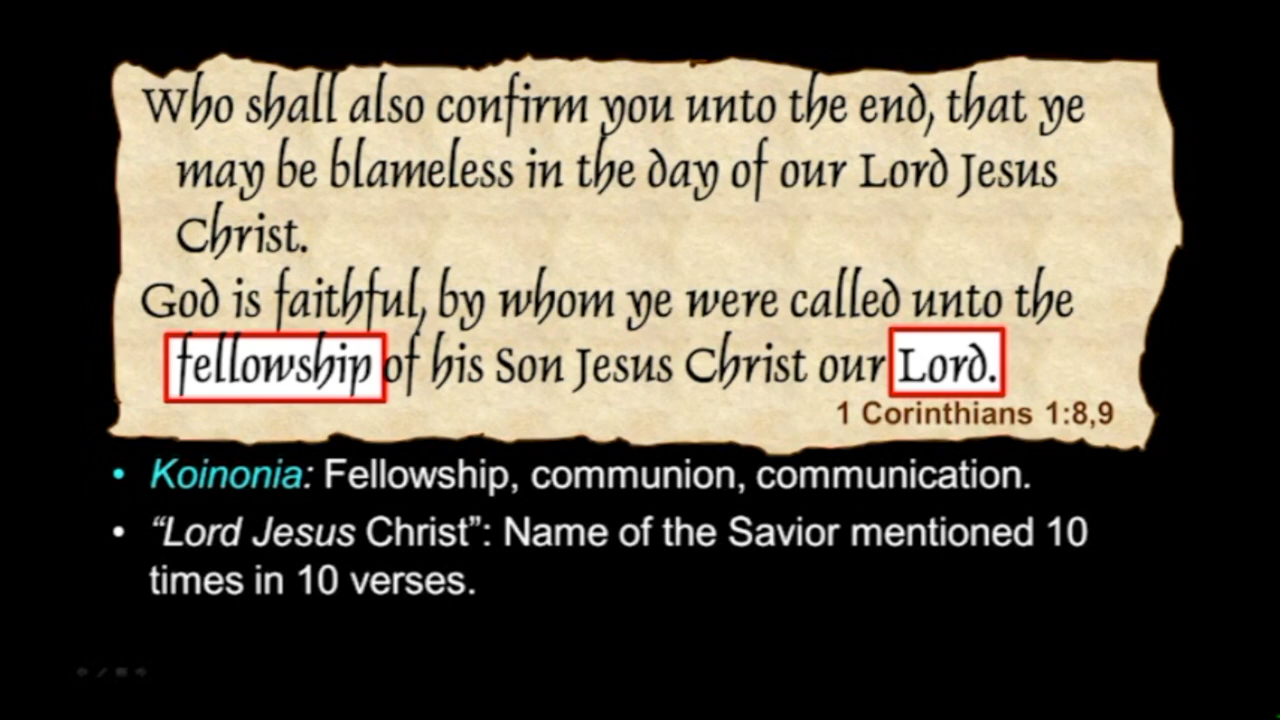 Who shall also confirm you unto the end, that ye
may be blameless in the day of our Lord Jesus
Christ.
God is faithful, by whom ye were called unto the
fellowship of his Son Jesus Christ our Lord.
1 Corinthians 1:8,9
• Koinonia: Fellowship, communion, communication.
• “Lord Jesus Christ”: Name of the Savior mentioned 10
times in 10 verses.